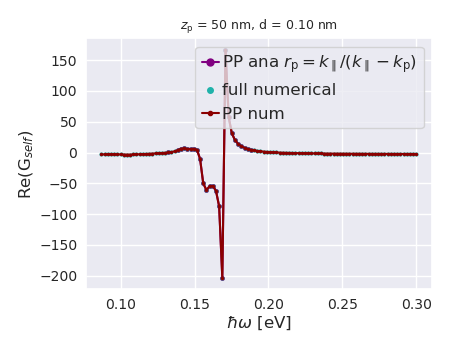 z_p = 50 nm, d = 0.10 nm
PP ana r_p = k_∥/(k_∥ − k_p)
full numerical
PP num
Re(G_self)
150
100
50
0
−50
−100
−150
−200
0.10 0.15 0.20 0.25 0.30
ħω [eV]